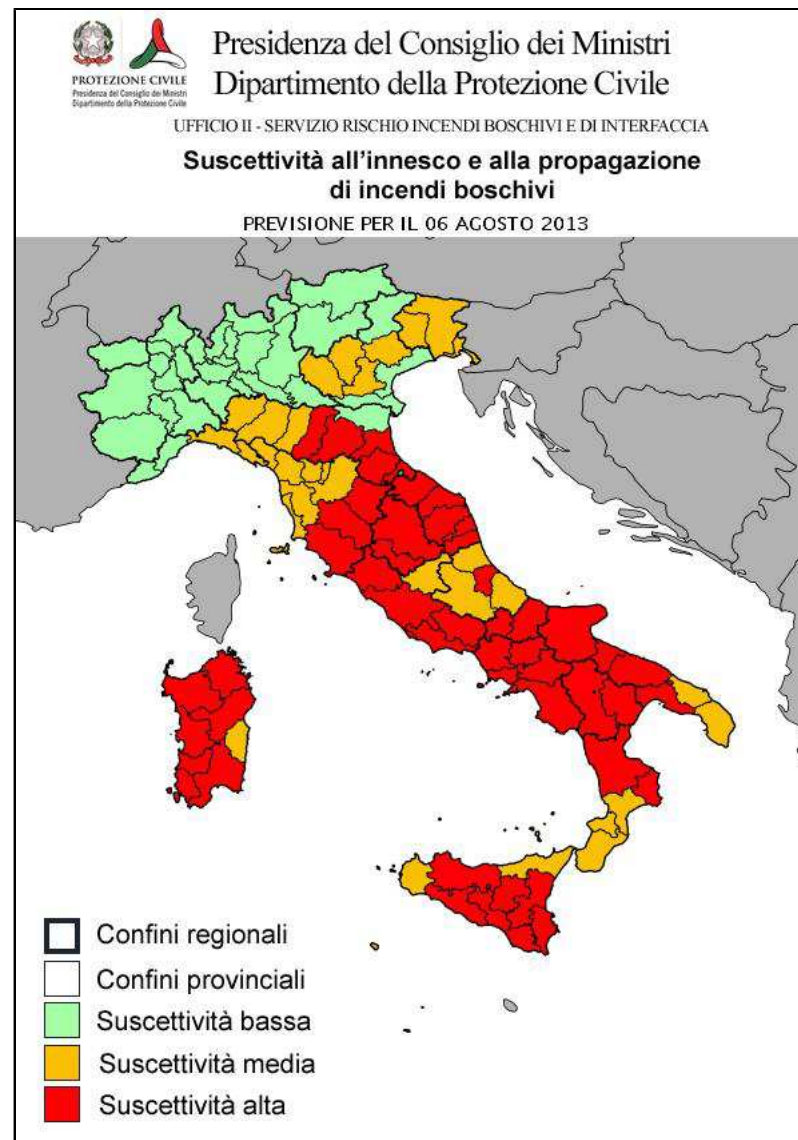 PROTEZIONE CIVILE
Presidenza del Consiglio dei Ministri
Dipartimento della Protezione Civile
Presidenza del Consiglio dei Ministri
Dipartimento della Protezione Civile
UFFICIO II - SERVIZIO RISCHIO INCENDI BOSCHIVI E DI INTERFACCIA
Suscettività all'innesco e alla propagazione
di incendi boschivi
PREVISIONE PER IL 06 AGOSTO 2013
Confini regionali
Confini provinciali
Suscettività bassa
Suscettività media
Suscettività alta